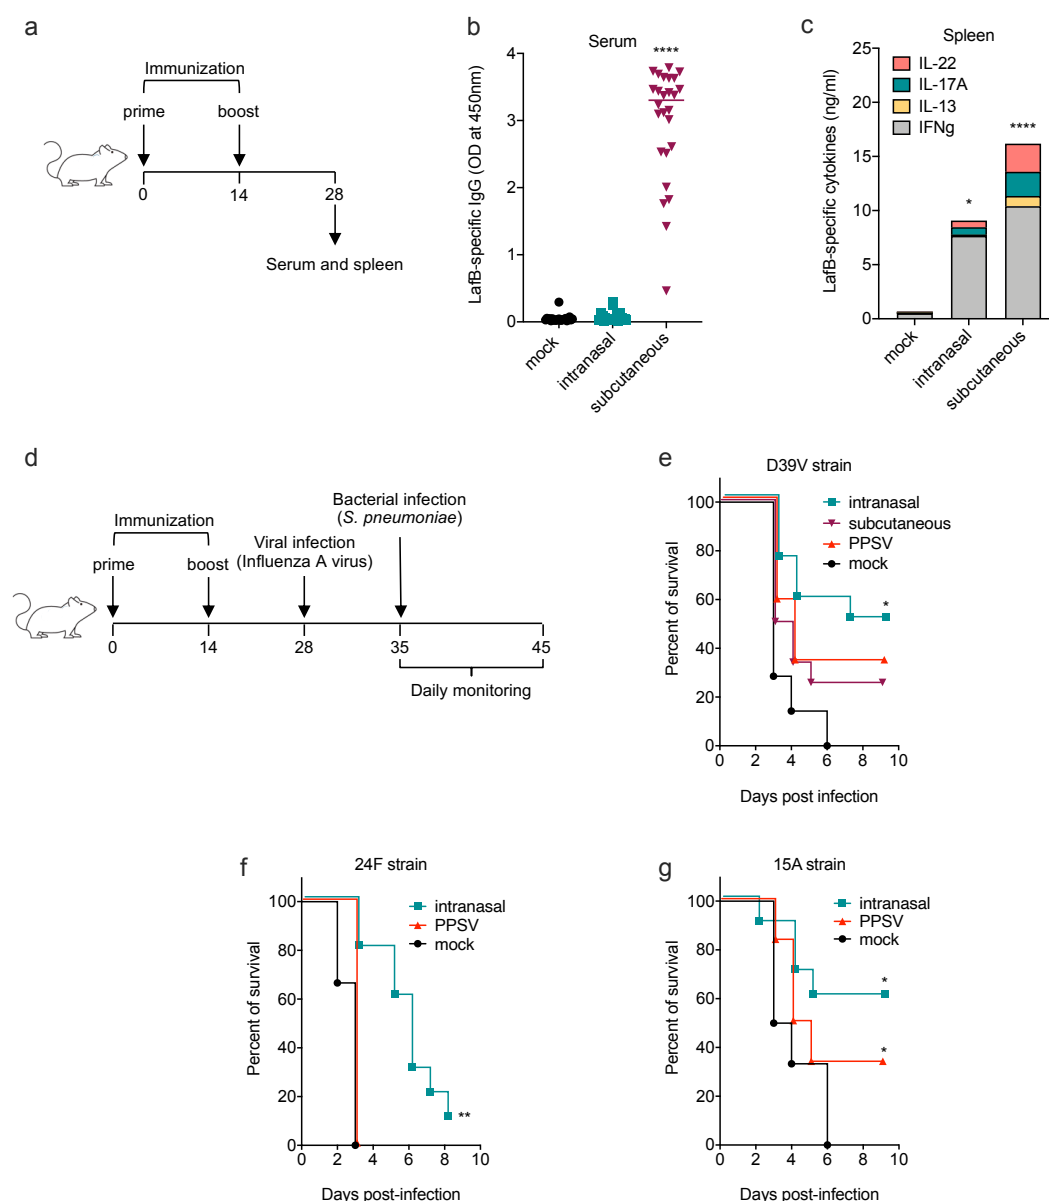 a
Immunization
prime
boost
0
14
28
Serum and spleen
b
Serum
LafB-specific IgG (OD at 450nm)
4
3
2
1
0
****
mock
intranasal
subcutaneous
c
Spleen
LafB-specific cytokines (ng/ml)
25
20
15
10
5
0
IL-22
IL-17A
IL-13
IFNg
*
****
mock
intranasal
subcutaneous
d
Immunization
prime
boost
Viral infection
(Influenza A virus)
Bacterial infection
(S. pneumoniae)
0
14
28
35
45
Daily monitoring
e
D39V strain
Percent of survival
100
80
60
40
20
0
intranasal
subcutaneous
PPSV
mock
*
0 2 4 6 8 10
Days post infection
f
24F strain
Percent of survival
100
80
60
40
20
0
intranasal
PPSV
mock
**
0 2 4 6 8 10
Days post-infection
g
15A strain
Percent of survival
100
80
60
40
20
0
intranasal
PPSV
mock
*
*
0 2 4 6 8 10
Days post-infection